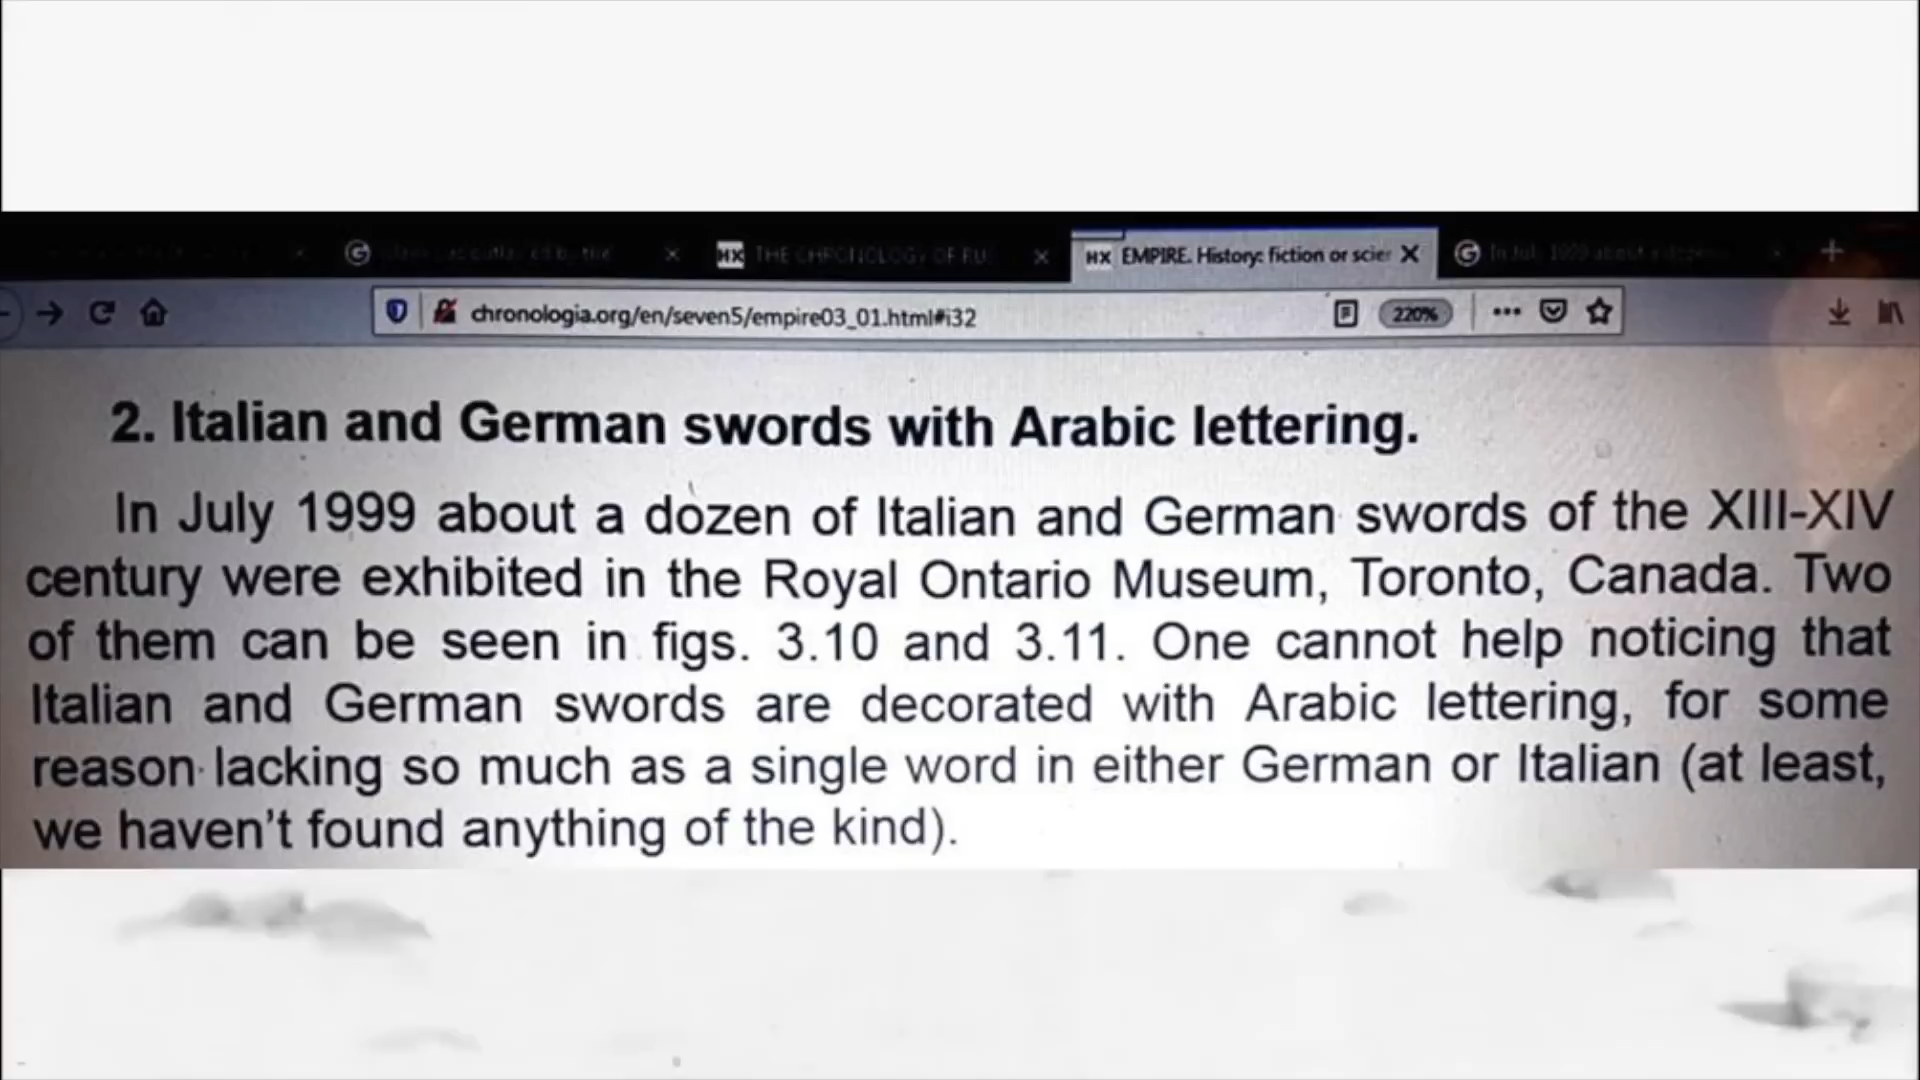 THE CHRONOLOGY OF
EMPIRE. History: fiction or scier
chronologia.org/en/seven5/empire03_01.html#i32
220%
2. Italian and German swords with Arabic lettering.
In July 1999 about a dozen of Italian and German swords of the XIII-XIV
century were exhibited in the Royal Ontario Museum, Toronto, Canada. Two
of them can be seen in figs. 3.10 and 3.11. One cannot help noticing that
Italian and German swords are decorated with Arabic lettering, for some
reason lacking so much as a single word in either German or Italian (at least,
we haven't found anything of the kind).